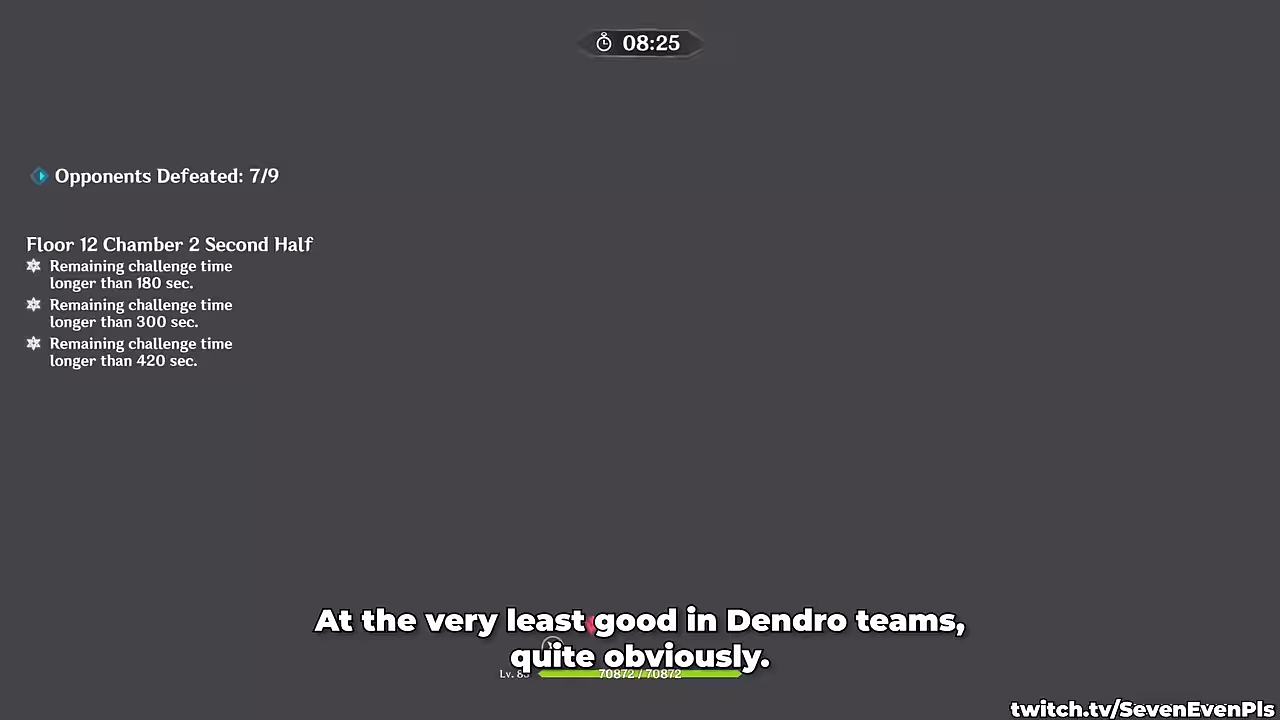 08:25
Opponents Defeated: 7/9
Floor 12 Chamber 2 Second Half
Remaining challenge time
longer than 180 sec.
Remaining challenge time
longer than 300 sec.
Remaining challenge time
longer than 420 sec.
At the very least good in Dendro teams,
quite obviously.
Lv.
70872 / 70872
twitch.tv/SevenEvenPls